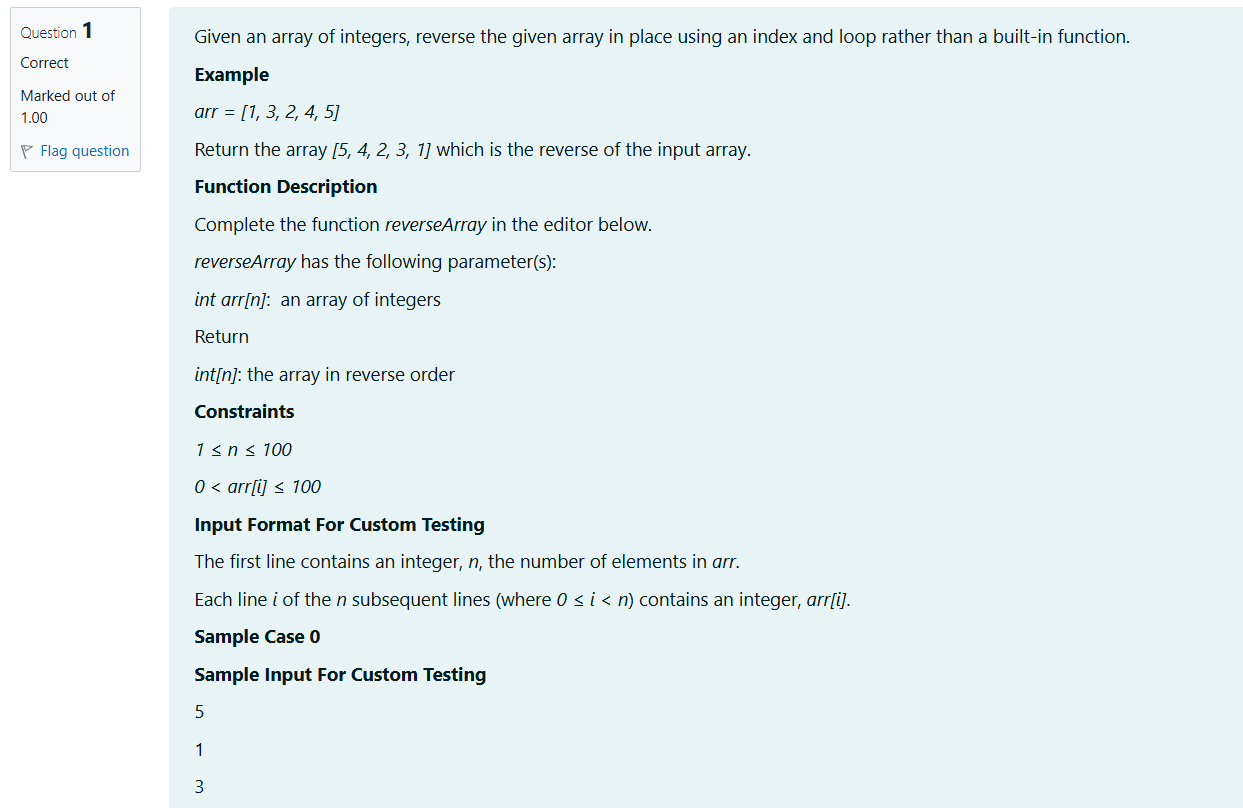 Question 1
Correct
Marked out of
1.00
Flag question
Given an array of integers, reverse the given array in place using an index and loop rather than a built-in function.
Example
arr = [1, 3, 2, 4, 5]
Return the array [5, 4, 2, 3, 1] which is the reverse of the input array.
Function Description
Complete the function reverseArray in the editor below.
reverseArray has the following parameter(s):
int arr[n]: an array of integers
Return
int[n]: the array in reverse order
Constraints
1 ≤ n ≤ 100
0 < arr[i] ≤ 100
Input Format For Custom Testing
The first line contains an integer, n, the number of elements in arr.
Each line i of the n subsequent lines (where 0 ≤ i < n) contains an integer, arr[i].
Sample Case 0
Sample Input For Custom Testing
5
1
3